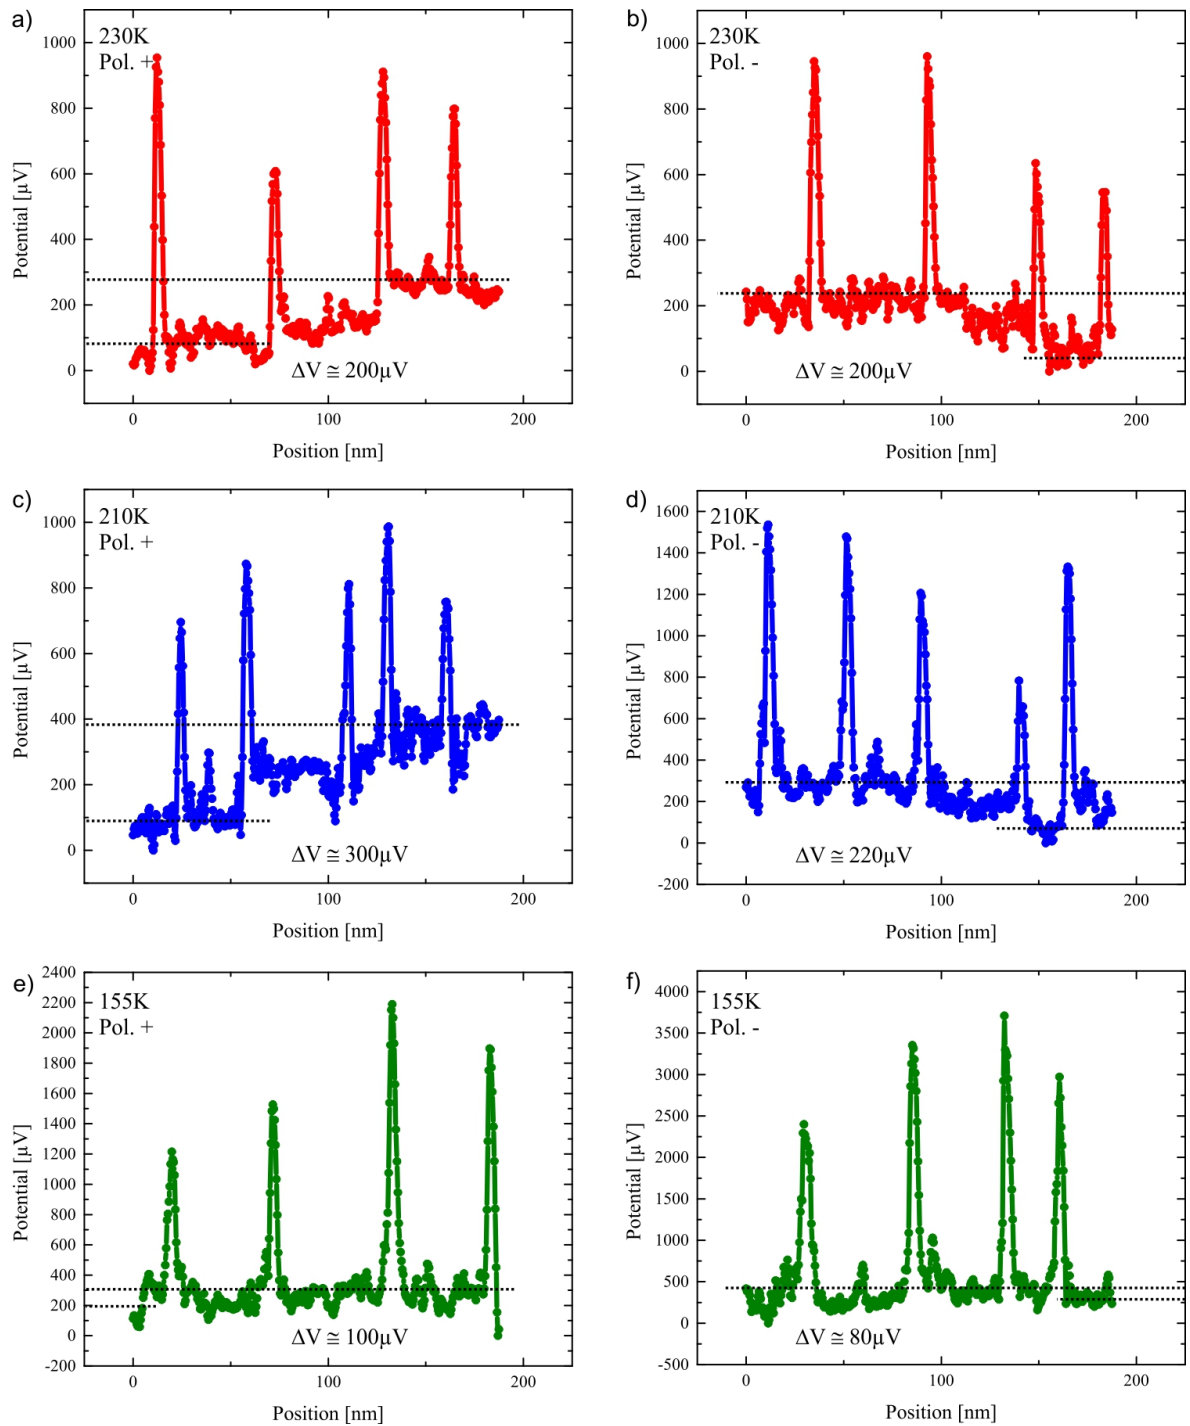 a)
230K
Pol. +
1000
800
600
400
200
0
Potential [µV]
ΔV ≅ 200µV
0
100
200
Position [nm]
b)
230K
Pol. -
1000
800
600
400
200
0
Potential [µV]
ΔV ≅ 200µV
0
100
200
Position [nm]
c)
210K
Pol. +
1000
800
600
400
200
0
Potential [µV]
ΔV ≅ 300µV
0
100
200
Position [nm]
d)
210K
Pol. -
1600
1400
1200
1000
800
600
400
200
0
-200
Potential [µV]
ΔV ≅ 220µV
0
100
200
Position [nm]
e)
155K
Pol. +
2400
2200
2000
1800
1600
1400
1200
1000
800
600
400
200
0
-200
Potential [µV]
ΔV ≅ 100µV
0
100
200
Position [nm]
f)
155K
Pol. -
4000
3500
3000
2500
2000
1500
1000
500
0
-500
Potential [µV]
ΔV ≅ 80µV
0
100
200
Position [nm]